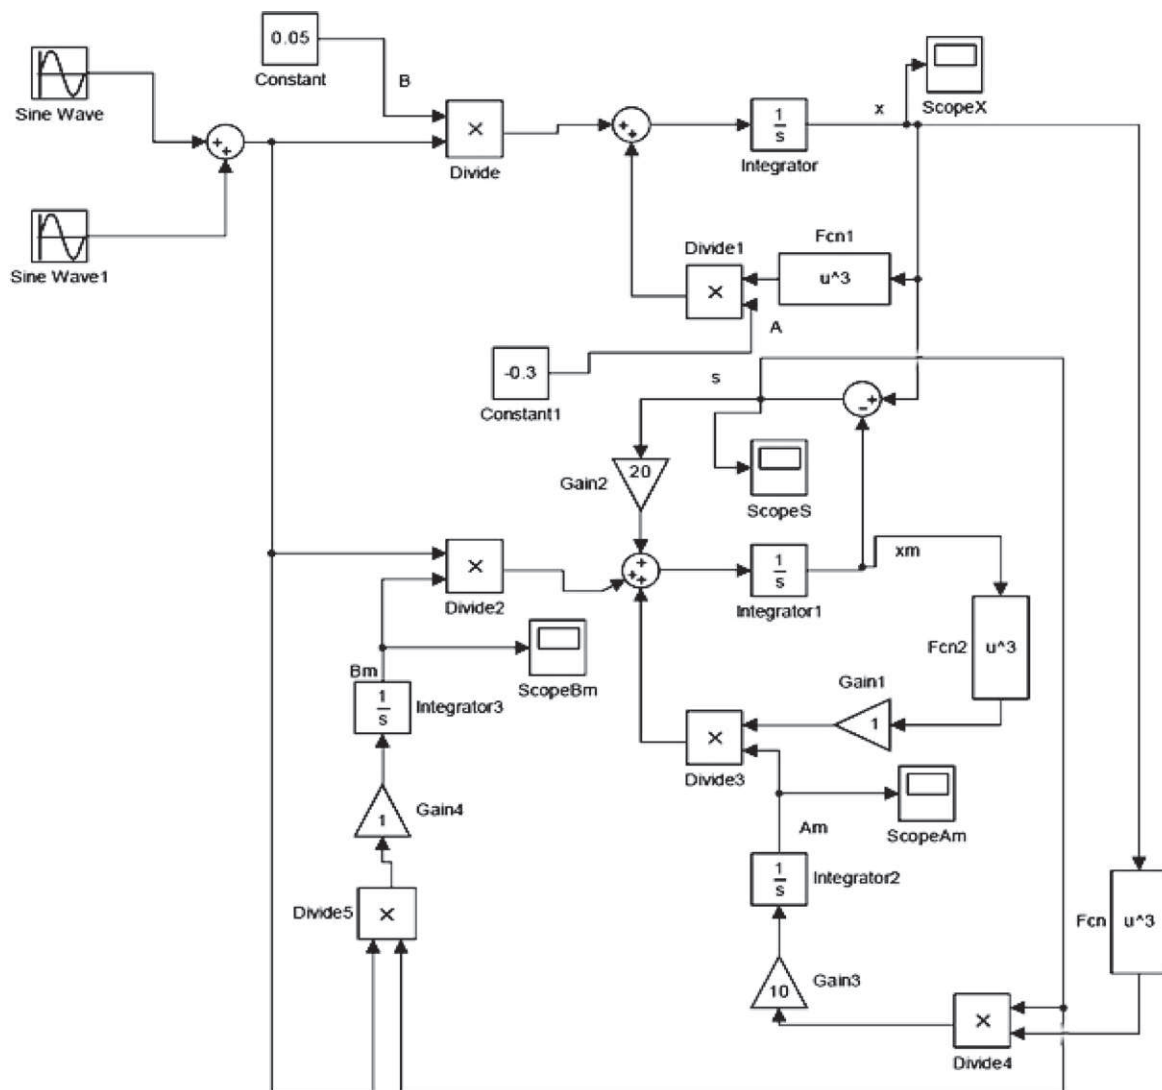 0.05
Constant
B
Sine Wave
×
Divide
++
++
1
s
Integrator
x
ScopeX
Sine Wave1
Divide1
×
Fcn1
u^3
A
-0.3
Constant1
s
-+
20
Gain2
ScopeS
×
Divide2
+
++
1
s
Integrator1
xm
Fcn2
u^3
ScopeBm
Bm
1
s
Integrator3
Gain1
1
×
Divide3
1
Gain4
ScopeAm
Am
1
s
Integrator2
Divide5
×
Fcn
u^3
10
Gain3
×
Divide4